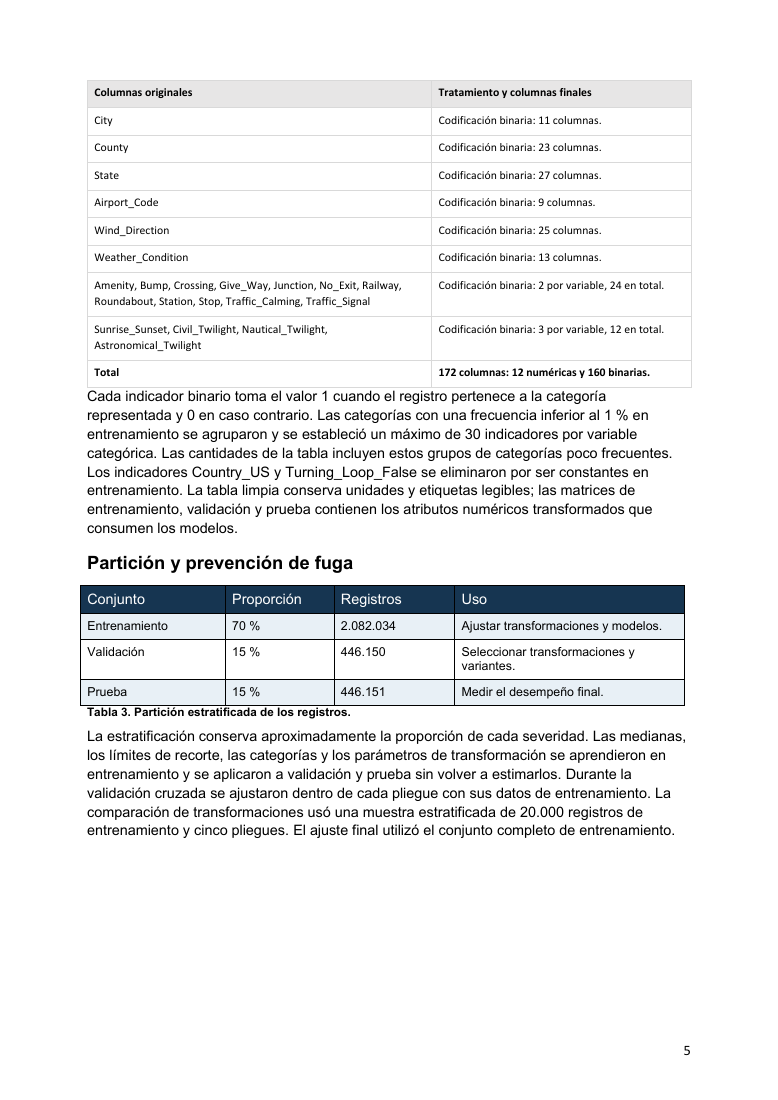 Columnas originales Tratamiento y columnas finales
City Codificación binaria: 11 columnas.
County Codificación binaria: 23 columnas.
State Codificación binaria: 27 columnas.
Airport_Code Codificación binaria: 9 columnas.
Wind_Direction Codificación binaria: 25 columnas.
Weather_Condition Codificación binaria: 13 columnas.
Amenity, Bump, Crossing, Give_Way, Junction, No_Exit, Railway, Codificación binaria: 2 por variable, 24 en total.
Roundabout, Station, Stop, Traffic_Calming, Traffic_Signal
Sunrise_Sunset, Civil_Twilight, Nautical_Twilight, Codificación binaria: 3 por variable, 12 en total.
Astronomical_Twilight
Total 172 columnas: 12 numéricas y 160 binarias.
Cada indicador binario toma el valor 1 cuando el registro pertenece a la categoría
representada y 0 en caso contrario. Las categorías con una frecuencia inferior al 1 % en
entrenamiento se agruparon y se estableció un máximo de 30 indicadores por variable
categórica. Las cantidades de la tabla incluyen estos grupos de categorías poco frecuentes.
Los indicadores Country_US y Turning_Loop_False se eliminaron por ser constantes en
entrenamiento. La tabla limpia conserva unidades y etiquetas legibles; las matrices de
entrenamiento, validación y prueba contienen los atributos numéricos transformados que
consumen los modelos.
Partición y prevención de fuga
Conjunto Proporción Registros Uso
Entrenamiento 70 % 2.082.034 Ajustar transformaciones y modelos.
Validación 15 % 446.150 Seleccionar transformaciones y
variantes.
Prueba 15 % 446.151 Medir el desempeño final.
Tabla 3. Partición estratificada de los registros.
La estratificación conserva aproximadamente la proporción de cada severidad. Las medianas,
los límites de recorte, las categorías y los parámetros de transformación se aprendieron en
entrenamiento y se aplicaron a validación y prueba sin volver a estimarlos. Durante la
validación cruzada se ajustaron dentro de cada pliegue con sus datos de entrenamiento. La
comparación de transformaciones usó una muestra estratificada de 20.000 registros de
entrenamiento y cinco pliegues. El ajuste final utilizó el conjunto completo de entrenamiento.
5